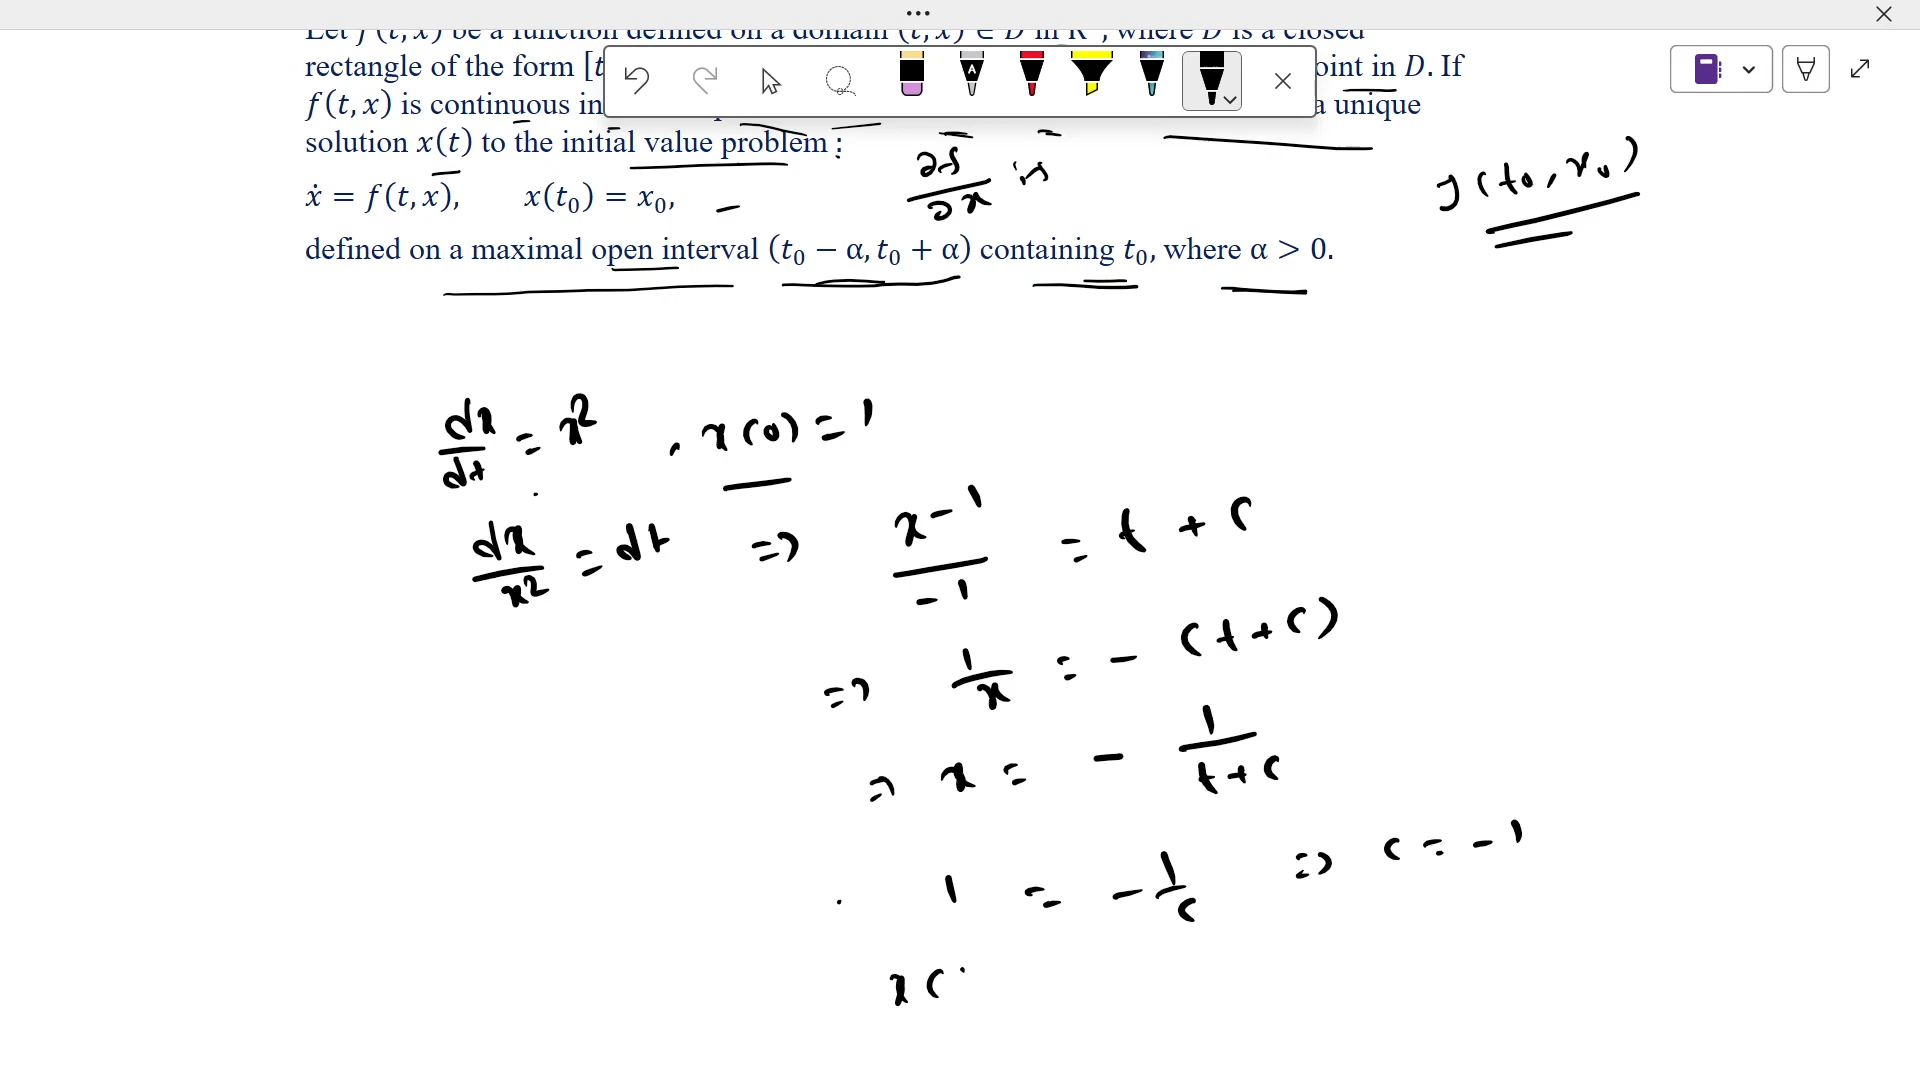 rectangle of the form [t oint in D. If
f(t, x) is continuous in a unique
solution x(t) to the initial value problem :
ẋ = f(t, x), x(t₀) = x₀,
∂f/∂x is
(t₀, x₀)
defined on a maximal open interval (t₀ − α, t₀ + α) containing t₀, where α > 0.
dx/dt = x² , x(0) = 1
dx/x² = dt ⇒ x⁻¹/−1 = t + c
⇒ 1/x = − (t + c)
⇒ x = − 1/t+c
1 = − 1/c ⇒ c = −1
x (